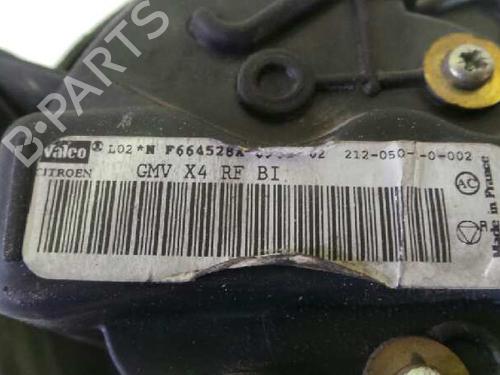 B-PARTS
Valeo L02*N F664528A 02 212-050--0-002
CITROEN GMV X4 RF BI
AC
Made in France